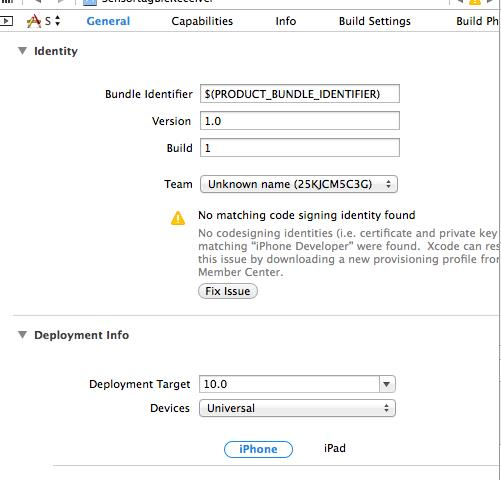 S General Capabilities Info Build Settings Build Ph
Identity
Bundle Identifier $(PRODUCT_BUNDLE_IDENTIFIER)
Version 1.0
Build 1
Team Unknown name (25KJCM5C3G)
No matching code signing identity found
No codesigning identities (i.e. certificate and private key
matching “iPhone Developer” were found. Xcode can res
this issue by downloading a new provisioning profile fro
Member Center.
Fix Issue
Deployment Info
Deployment Target 10.0
Devices Universal
iPhone iPad